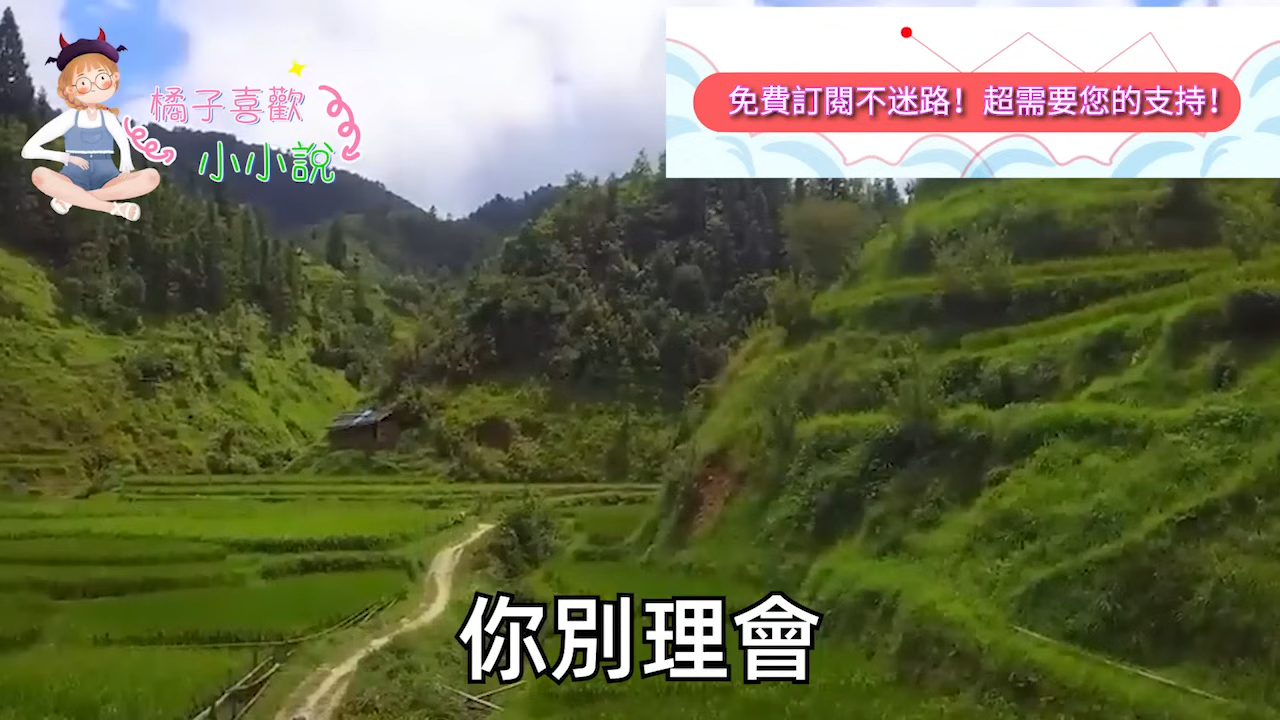 橘子喜歡
小小說
免費訂閱不迷路！超需要您的支持！
你別理會